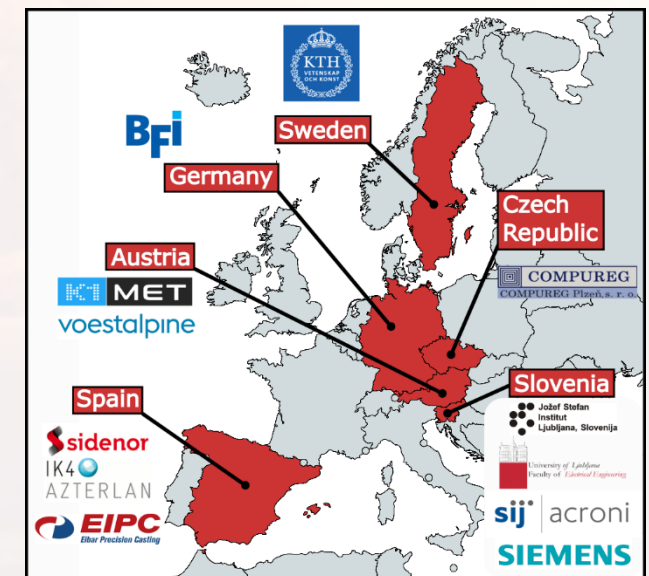 KTH
VETENSKAP
OCH KONST
BFI
Sweden
Germany
Czech
Republic
Austria
COMPUREG
COMPUREG Plzeň, s. r. o.
K1 MET
voestalpine
Slovenia
Spain
Jožef Stefan
Institut
Ljubljana, Slovenija
sidenor
IK4
AZTERLAN
University of Ljubljana
Faculty of Electrical Engineering
sij acroni
EIPC
Eibar Precision Casting
SIEMENS